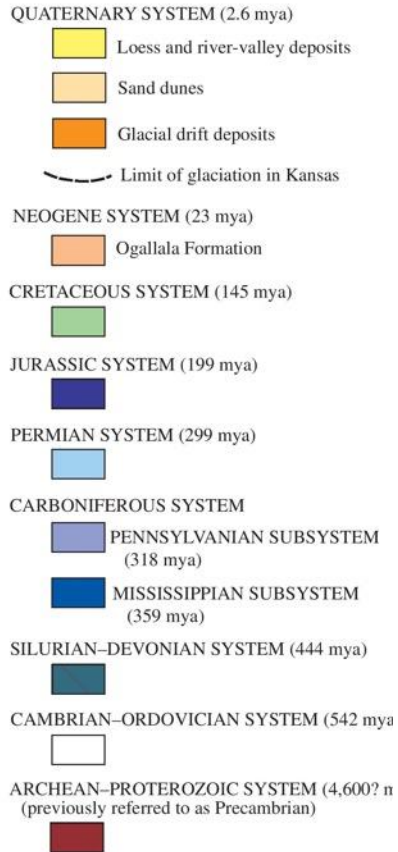 QUATERNARY SYSTEM (2.6 mya)
Loess and river-valley deposits
Sand dunes
Glacial drift deposits
Limit of glaciation in Kansas
NEOGENE SYSTEM (23 mya)
Ogallala Formation
CRETACEOUS SYSTEM (145 mya)
JURASSIC SYSTEM (199 mya)
PERMIAN SYSTEM (299 mya)
CARBONIFEROUS SYSTEM
PENNSYLVANIAN SUBSYSTEM
(318 mya)
MISSISSIPPIAN SUBSYSTEM
(359 mya)
SILURIAN–DEVONIAN SYSTEM (444 mya)
CAMBRIAN–ORDOVICIAN SYSTEM (542 mya
ARCHEAN–PROTEROZOIC SYSTEM (4,600? m
(previously referred to as Precambrian)